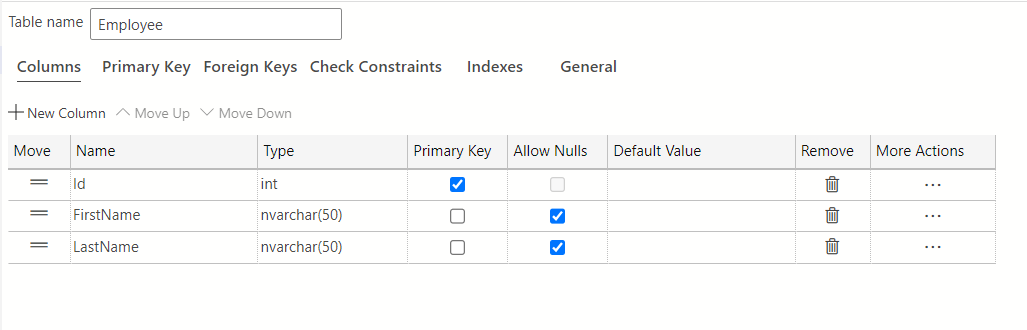 Table name Employee
Columns Primary Key Foreign Keys Check Constraints Indexes General
New Column Move Up Move Down
Move Name Type Primary Key Allow Nulls Default Value Remove More Actions
Id int
FirstName nvarchar(50)
LastName nvarchar(50)